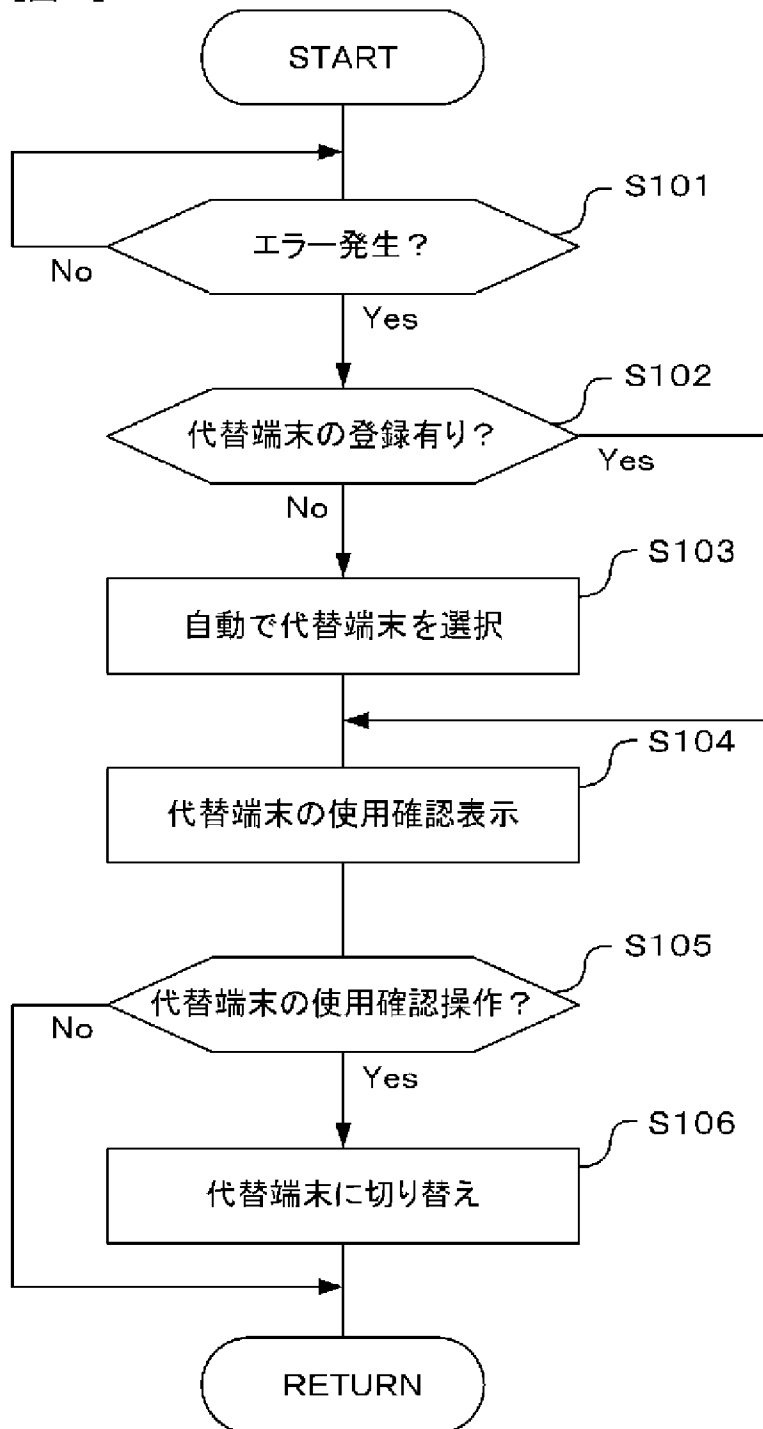 START
S101
エラー発生？
No
Yes
S102
代替端末の登録有り？
Yes
No
S103
自動で代替端末を選択
S104
代替端末の使用確認表示
S105
代替端末の使用確認操作？
No
Yes
S106
代替端末に切り替え
RETURN